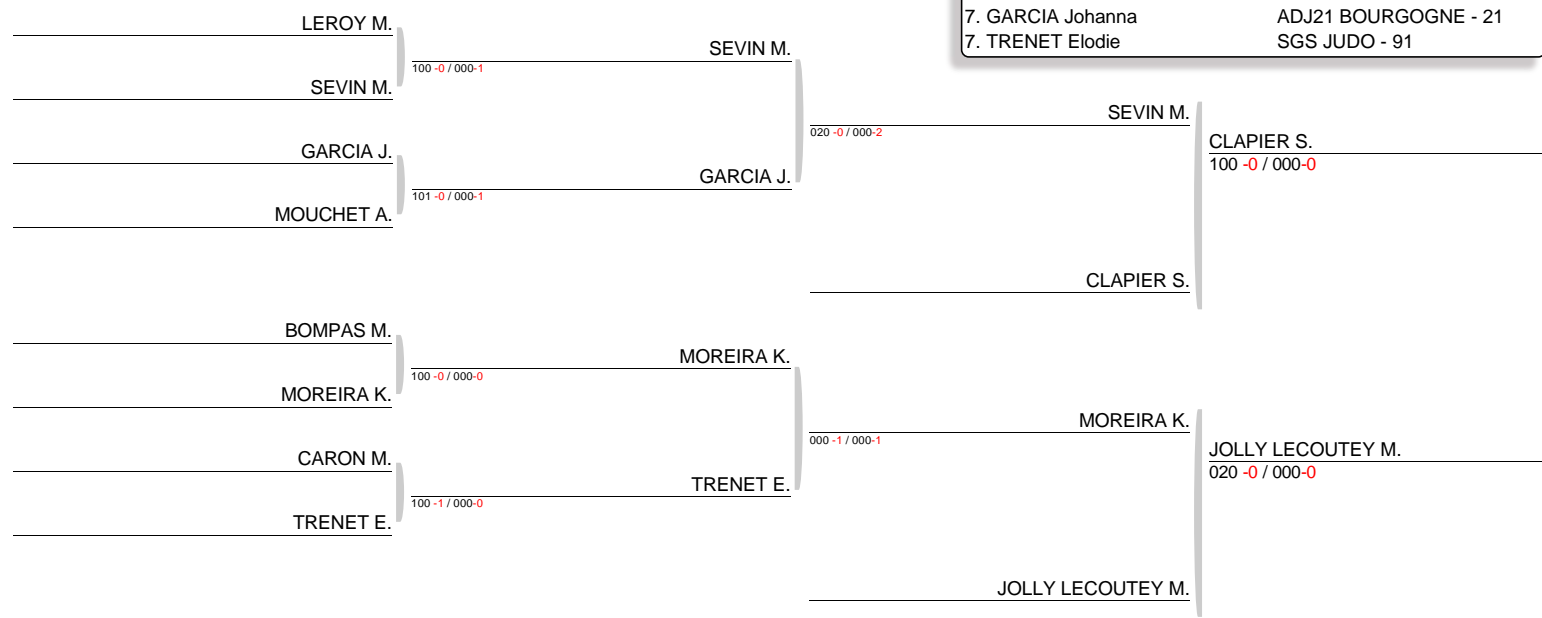 7. GARCIA Johanna ADJ21 BOURGOGNE - 21
7. TRENET Elodie SGS JUDO - 91
LEROY M.
SEVIN M.
100 -0 / 000-1
SEVIN M.
GARCIA J.
MOUCHET A.
GARCIA J.
101 -0 / 000-1
SEVIN M.
020 -0 / 000-2
CLAPIER S.
CLAPIER S.
100 -0 / 000-0
BOMPAS M.
MOREIRA K.
MOREIRA K.
100 -0 / 000-0
CARON M.
TRENET E.
TRENET E.
100 -1 / 000-0
MOREIRA K.
000 -1 / 000-1
JOLLY LECOUTEY M.
JOLLY LECOUTEY M.
020 -0 / 000-0